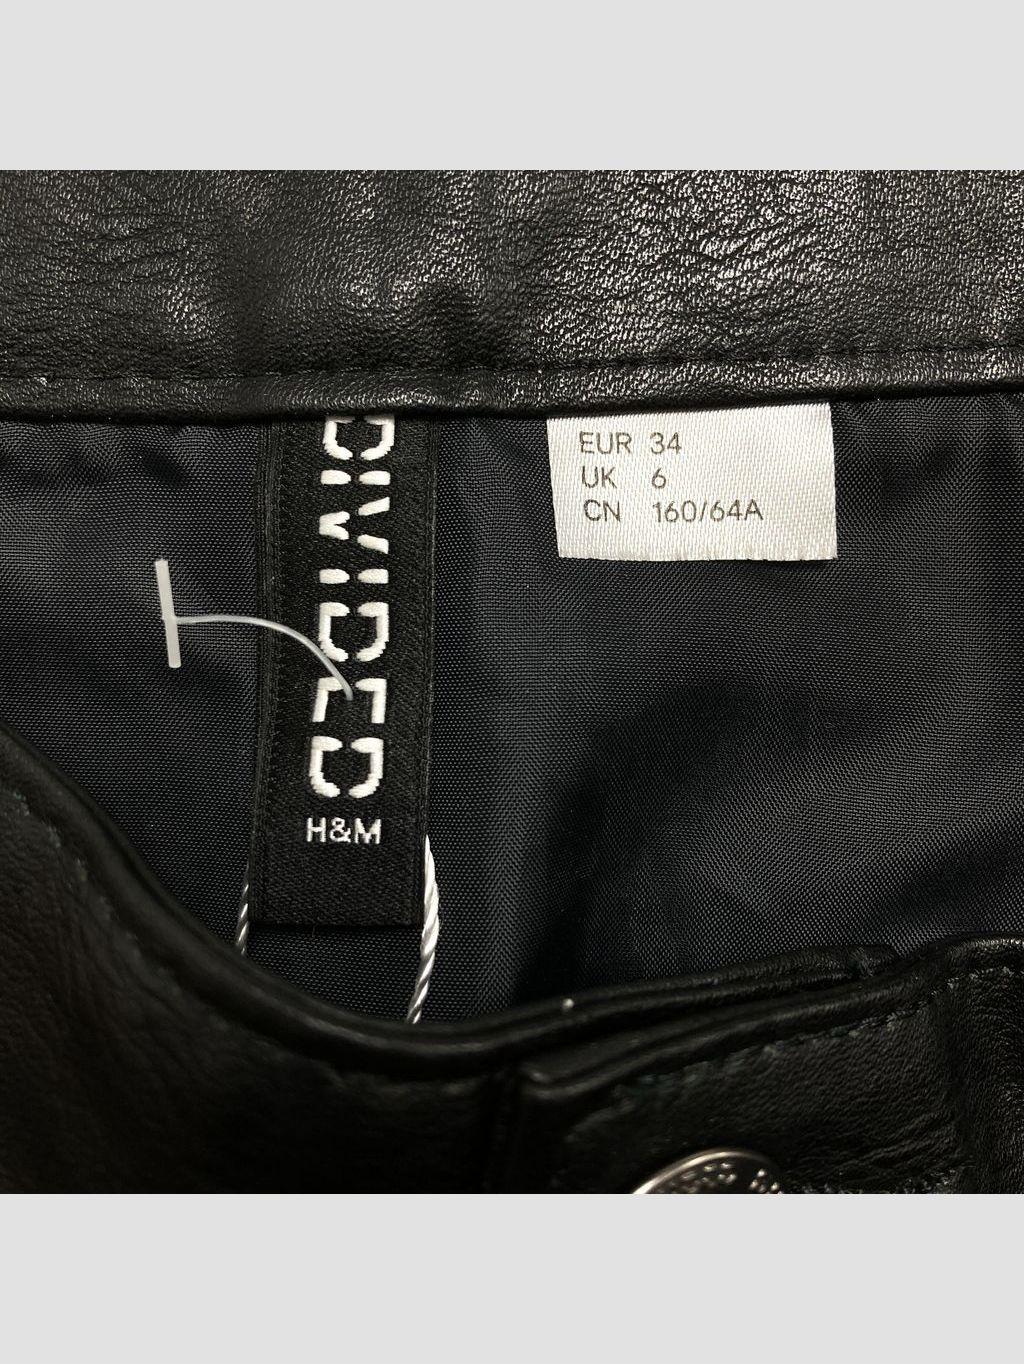 DIVIDED
H&M
EUR 34
UK 6
CN 160/64A